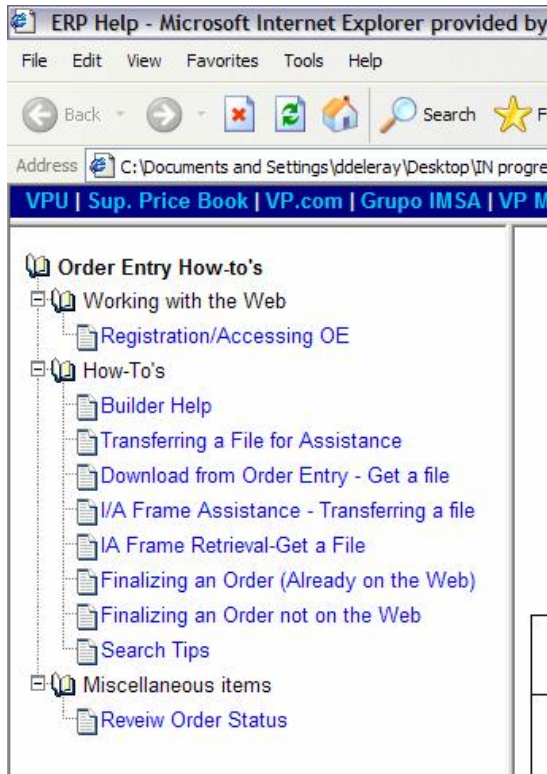 ERP Help - Microsoft Internet Explorer provided by
File Edit View Favorites Tools Help
Back Search F
Address C:\Documents and Settings\ddeleray\Desktop\IN progre
VPU | Sup. Price Book | VP.com | Grupo IMSA | VP M
Order Entry How-to's
Working with the Web
Registration/Accessing OE
How-To's
Builder Help
Transferring a File for Assistance
Download from Order Entry - Get a file
I/A Frame Assistance - Transferring a file
IA Frame Retrieval-Get a File
Finalizing an Order (Already on the Web)
Finalizing an Order not on the Web
Search Tips
Miscellaneous items
Reveiw Order Status